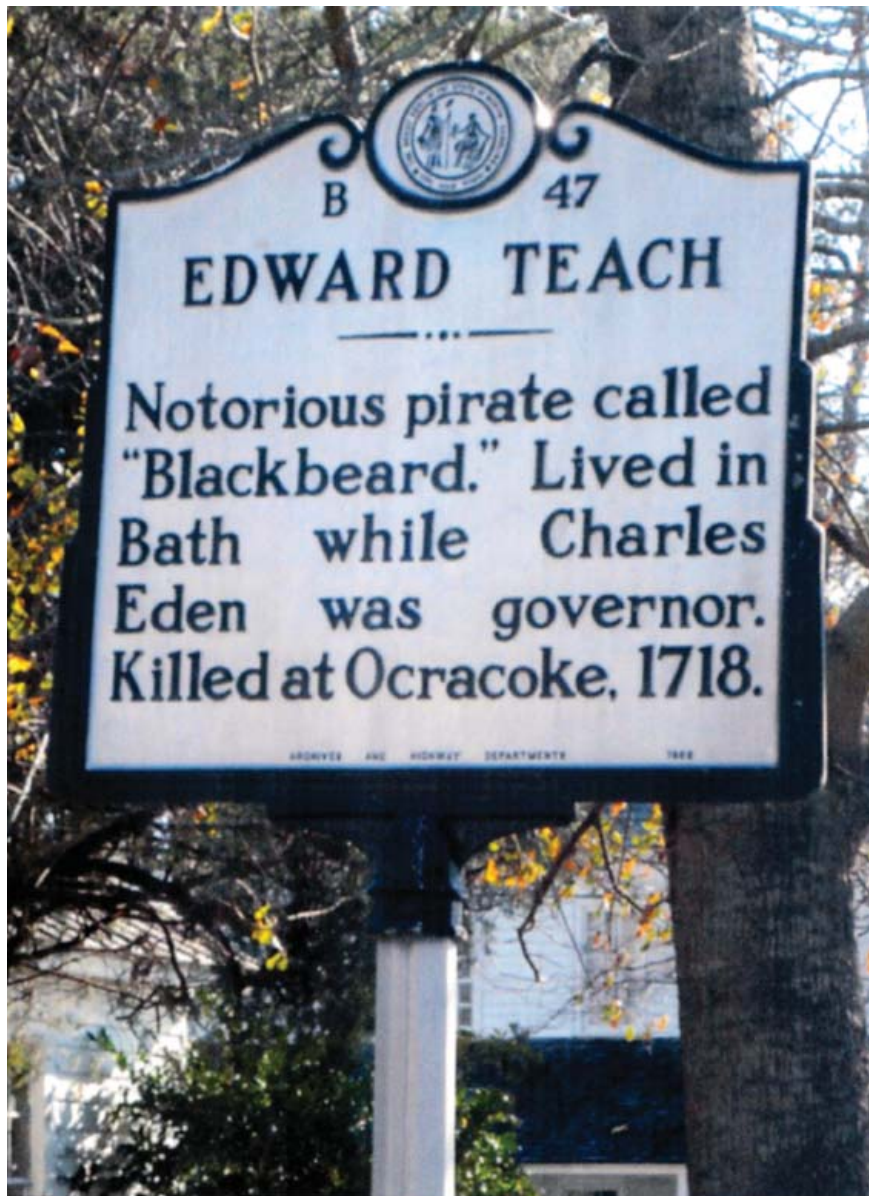 B 47
EDWARD TEACH
Notorious pirate called
“Blackbeard.” Lived in
Bath while Charles
Eden was governor.
Killed at Ocracoke, 1718.
ARCHIVES AND HIGHWAY DEPARTMENTS